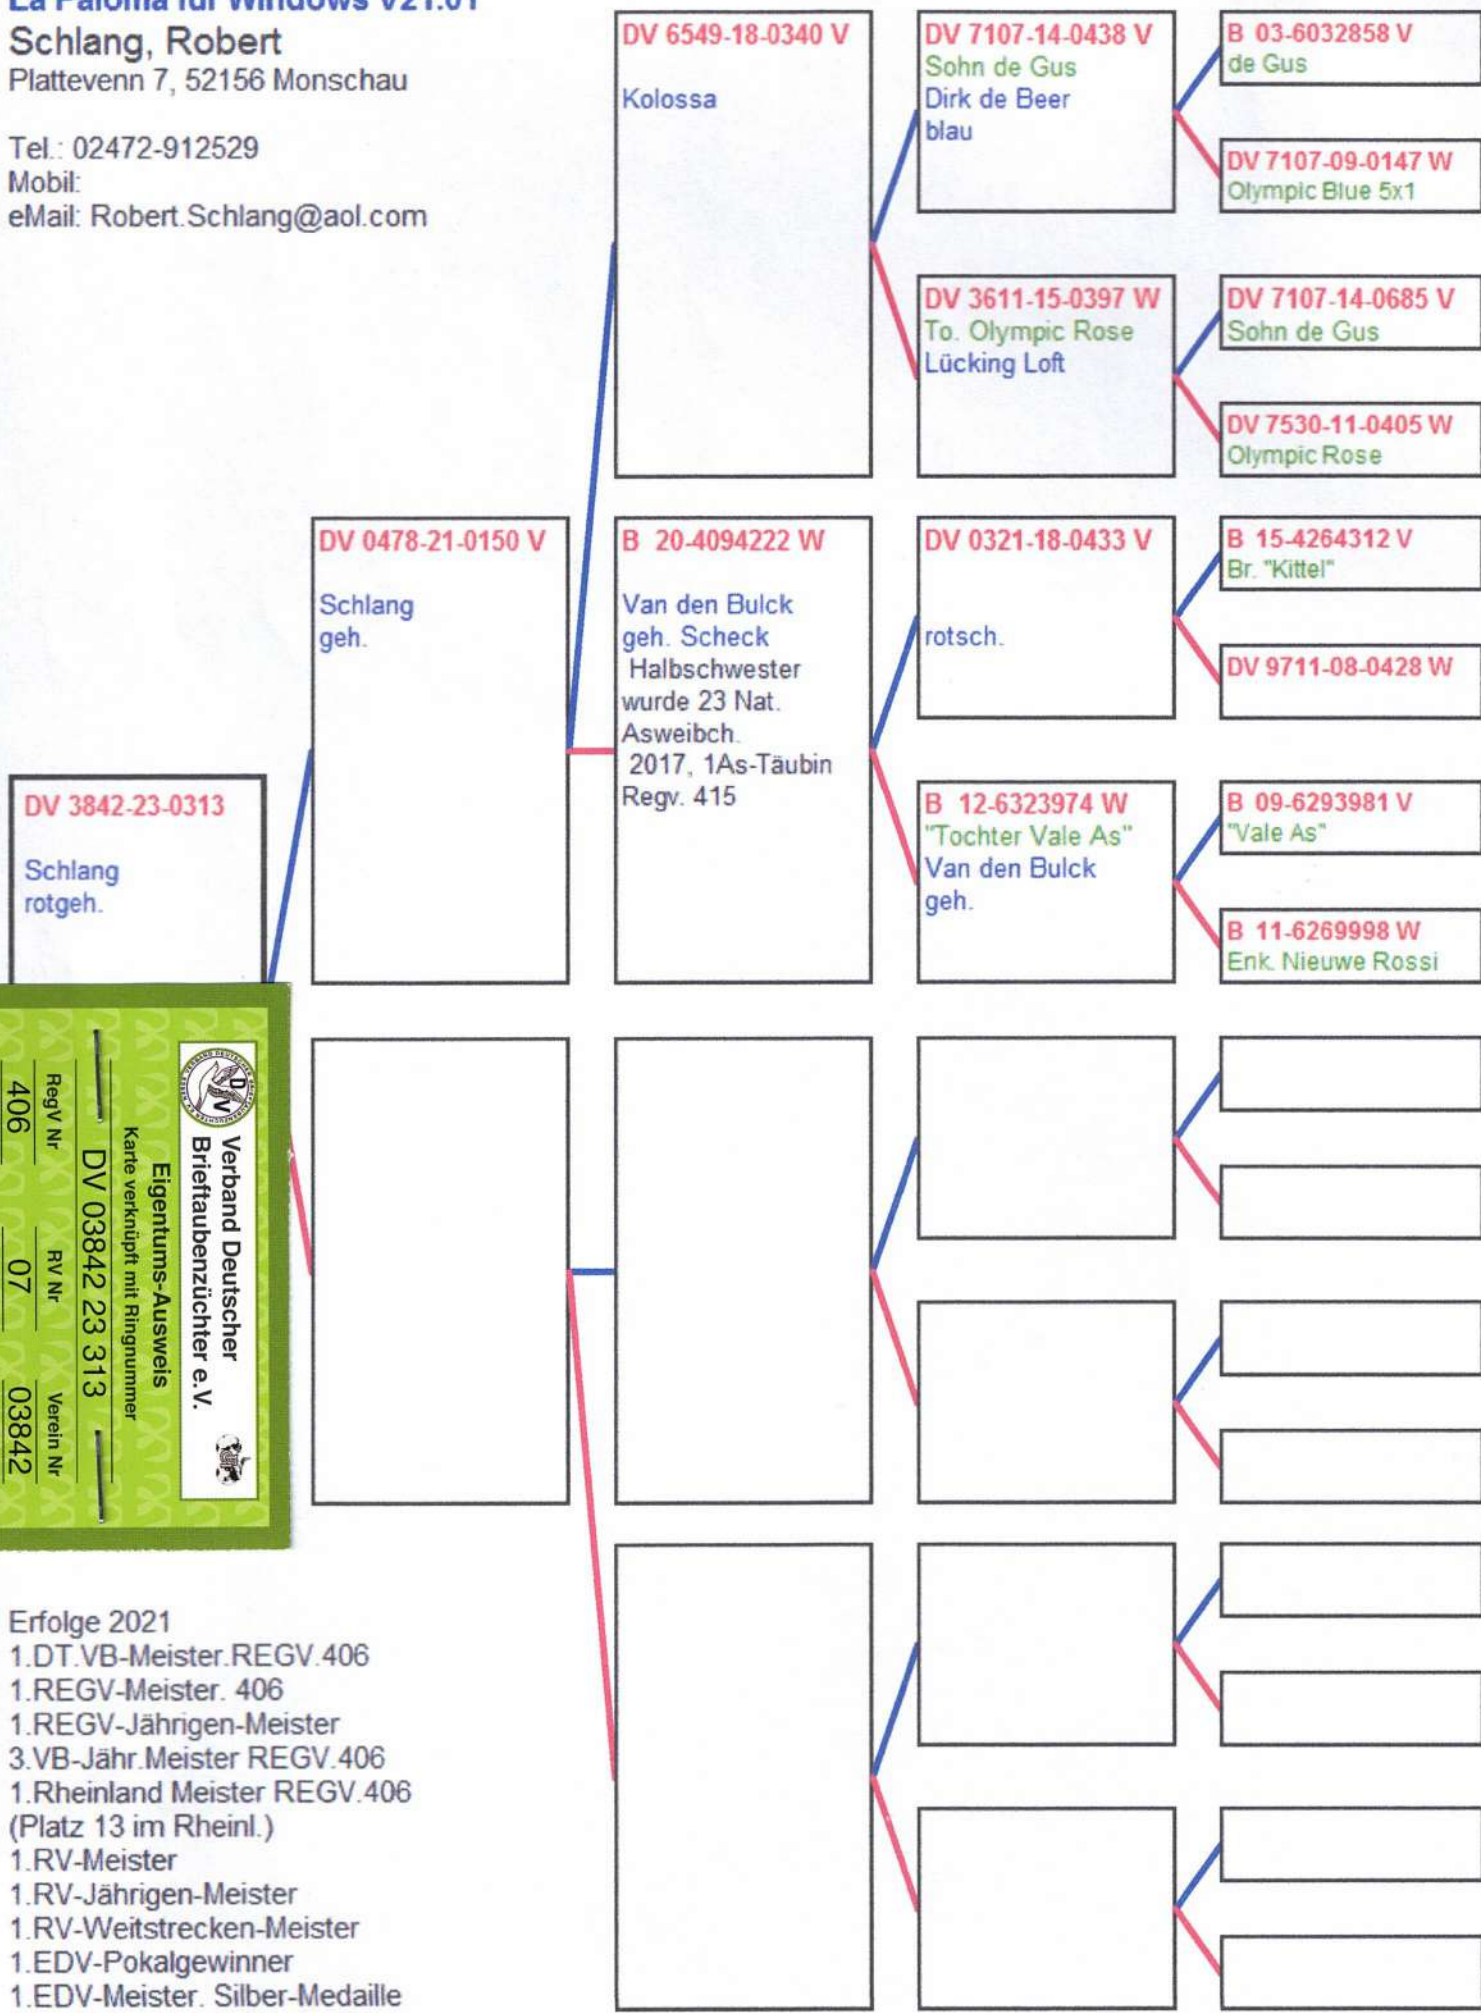 La Paloma für Windows V21.01
Schlang, Robert
Plattevenn 7, 52156 Monschau
Tel.: 02472-912529
Mobil:
eMail: Robert.Schlang@aol.com
DV 3842-23-0313
Schlang
rotgeh.
DV 0478-21-0150 V
Schlang
geh.
DV 6549-18-0340 V
Kolossa
B 20-4094222 W
Van den Bulck
geh. Scheck
Halbschwester
wurde 23 Nat.
Asweibch.
2017, 1As-Täubin
Regv. 415
DV 7107-14-0438 V
Sohn de Gus
Dirk de Beer
blau
DV 3611-15-0397 W
To. Olympic Rose
Lücking Loft
DV 0321-18-0433 V
rotsch.
B 12-6323974 W
"Tochter Vale As"
Van den Bulck
geh.
B 03-6032858 V
de Gus
DV 7107-09-0147 W
Olympic Blue 5x1
DV 7107-14-0685 V
Sohn de Gus
DV 7530-11-0405 W
Olympic Rose
B 15-4264312 V
Br. "Kittel"
DV 9711-08-0428 W
B 09-6293981 V
"Vale As"
B 11-6269998 W
Enk. Nieuwe Rossi
Verband Deutscher
Brieftaubenzüchter e.V.
Eigentums-Ausweis
Karte verknüpft mit Ringnummer
DV 03842 23 313
RegV Nr RV Nr Verein Nr
406 07 03842
Erfolge 2021
1.DT.VB-Meister.REGV.406
1.REGV-Meister. 406
1.REGV-Jährigen-Meister
3.VB-Jähr.Meister REGV.406
1.Rheinland Meister REGV.406
(Platz 13 im Rheinl.)
1.RV-Meister
1.RV-Jährigen-Meister
1.RV-Weitstrecken-Meister
1.EDV-Pokalgewinner
1.EDV-Meister. Silber-Medaille